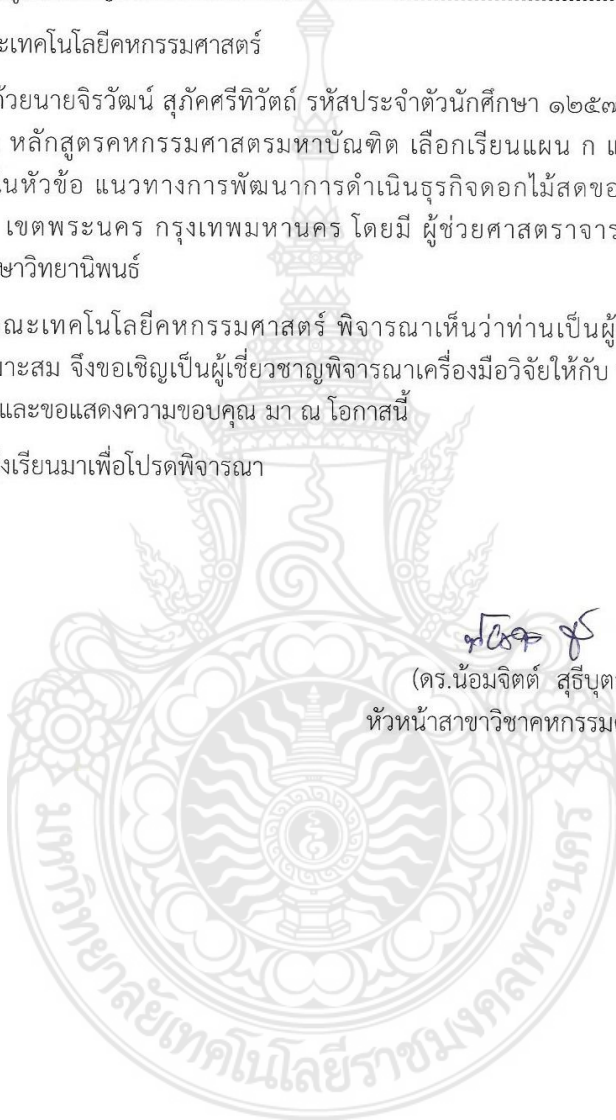 ะเทคโนโลยีคหกรรมศาสตร์
ด้วยนายจิรวัฒน์ สุภัคศรีทิวัตถ์ รหัสประจำตัวนักศึกษา ๑๒๕๗
หลักสูตรคหกรรมศาสตรมหาบัณฑิต เลือกเรียนแผน ก แ
นหัวข้อ แนวทางการพัฒนาการดำเนินธุรกิจดอกไม้สดขอ
เขตพระนคร กรุงเทพมหานคร โดยมี ผู้ช่วยศาสตราจาร
ษาวิทยานิพนธ์
ณะเทคโนโลยีคหกรรมศาสตร์ พิจารณาเห็นว่าท่านเป็นผู้
มาะสม จึงขอเชิญเป็นผู้เชี่ยวชาญพิจารณาเครื่องมือวิจัยให้กับ
และขอแสดงความขอบคุณ มา ณ โอกาสนี้
งเรียนมาเพื่อโปรดพิจารณา
(ดร.น้อมจิตต์ สุธีบุต
หัวหน้าสาขาวิชาคหกรรม
มหาวิทยาลัยเทคโนโลยีราชมงคลพระนคร